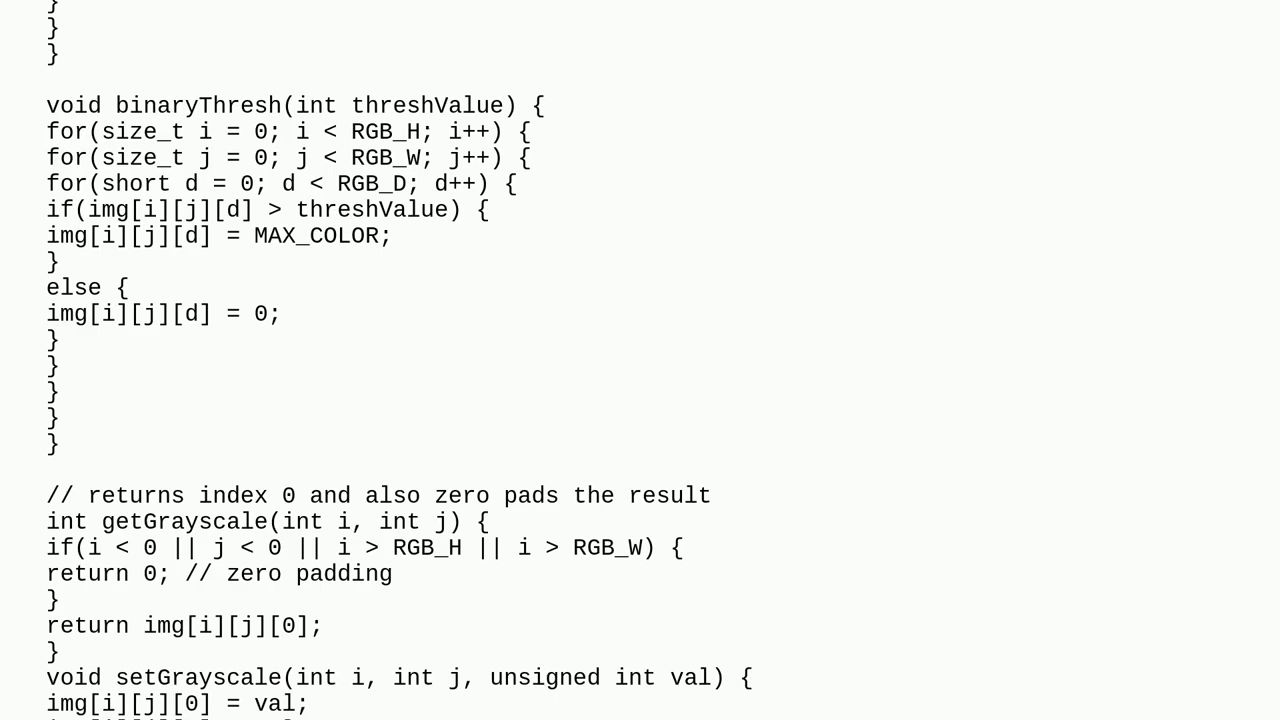 }
}
}
void binaryThresh(int threshValue) {
for(size_t i = 0; i < RGB_H; i++) {
for(size_t j = 0; j < RGB_W; j++) {
for(short d = 0; d < RGB_D; d++) {
if(img[i][j][d] > threshValue) {
img[i][j][d] = MAX_COLOR;
}
else {
img[i][j][d] = 0;
}
}
}
}
}
// returns index 0 and also zero pads the result
int getGrayscale(int i, int j) {
if(i < 0 || j < 0 || i > RGB_H || i > RGB_W) {
return 0; // zero padding
}
return img[i][j][0];
}
void setGrayscale(int i, int j, unsigned int val) {
img[i][j][0] = val;